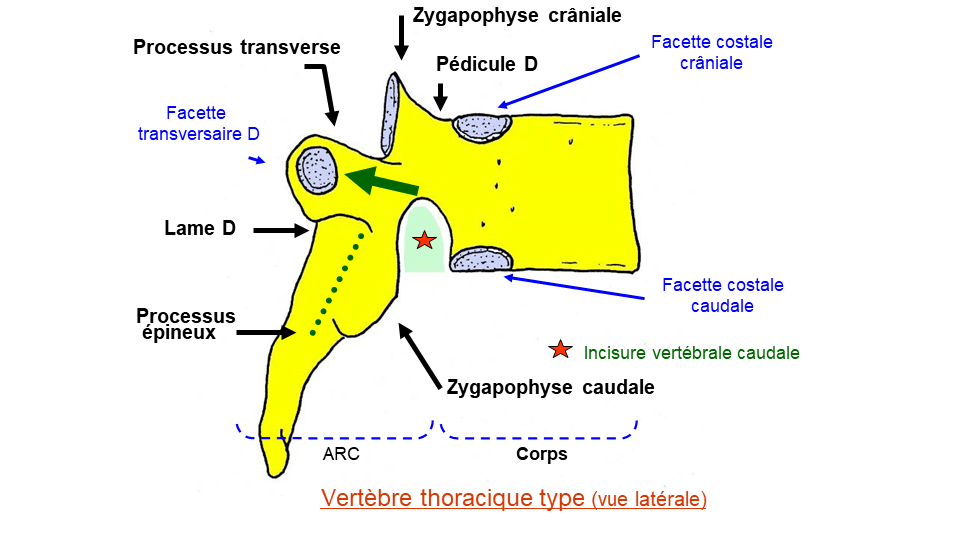 Zygapophyse crâniale
Processus transverse
Facette costale
crâniale
Pédicule D
Facette
transversaire D
Lame D
Facette costale
caudale
Processus
épineux
Incisure vertébrale caudale
Zygapophyse caudale
ARC
Corps
Vertèbre thoracique type (vue latérale)